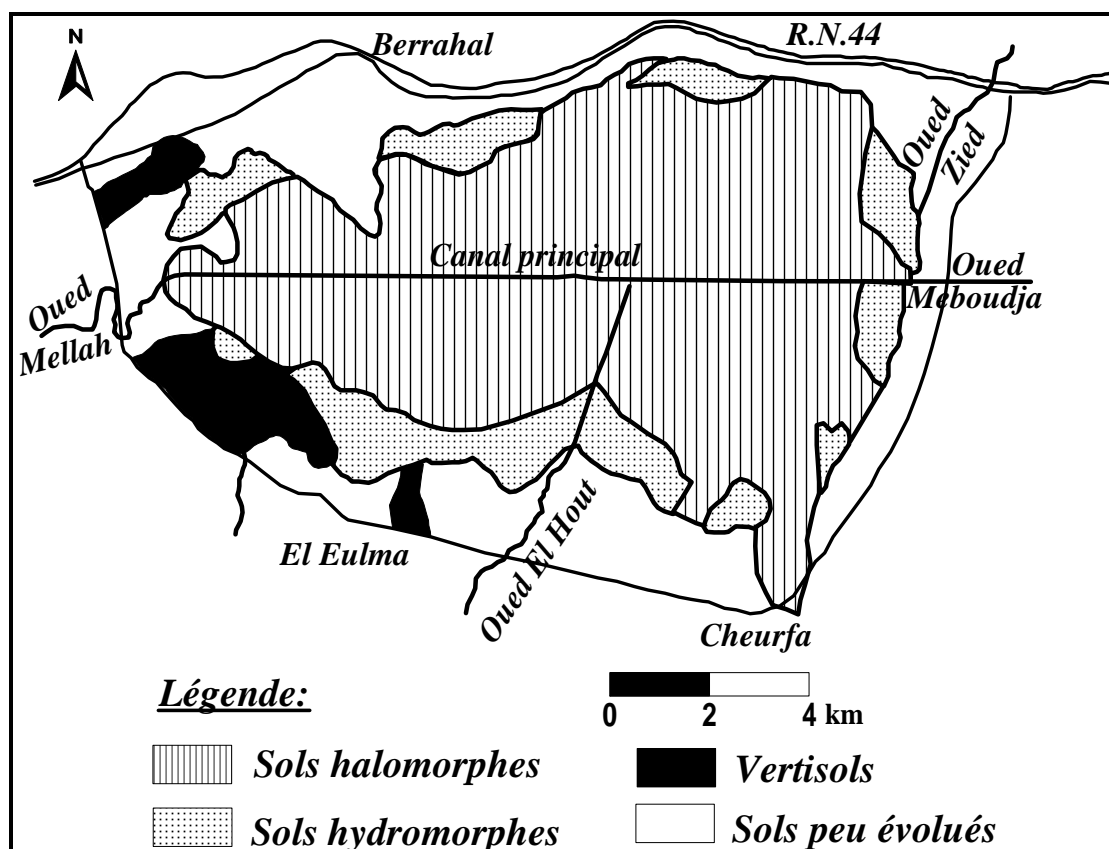 N
Berrahal
R.N.44
Oued
Zied
Canal principal
Oued
Meboudja
Oued
Mellah
El Eulma
Oued El Hout
Cheurfa
Légende:
0 2 4 km
Sols halomorphes
Vertisols
Sols hydromorphes
Sols peu évolués